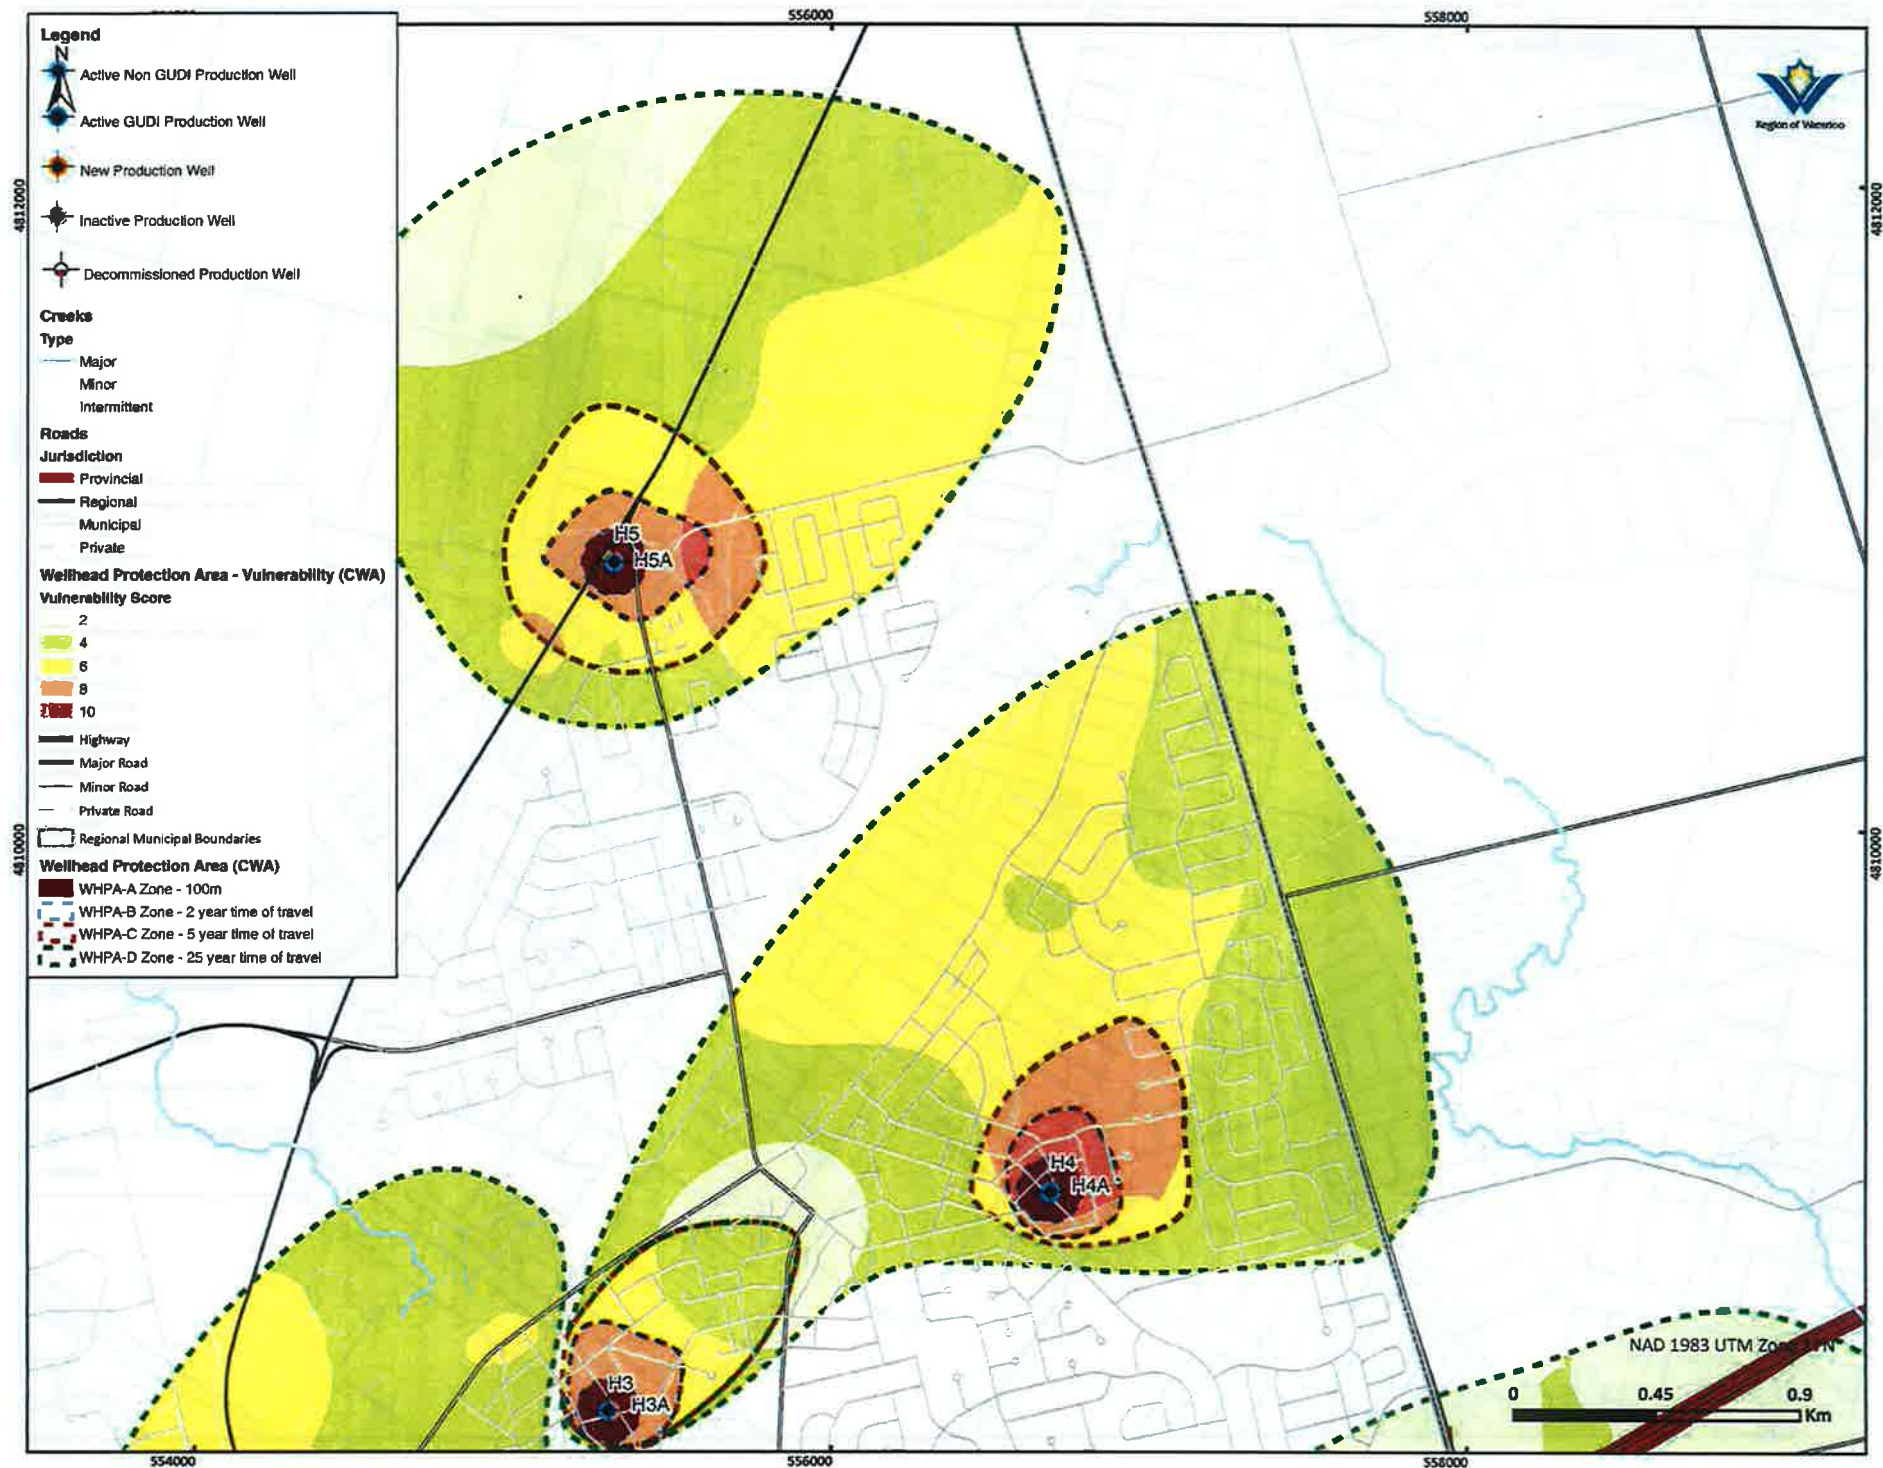 556000
558000
Legend
N
Active Non GUDI Production Well
Active GUDI Production Well
New Production Well
Inactive Production Well
Decommissioned Production Well
Creeks
Type
Major
Minor
Intermittent
Roads
Jurisdiction
Provincial
Regional
Municipal
Private
Wellhead Protection Area - Vulnerability (CWA)
Vulnerability Score
2
4
6
8
10
Highway
Major Road
Minor Road
Private Road
Regional Municipal Boundaries
Wellhead Protection Area (CWA)
WHPA-A Zone - 100m
WHPA-B Zone - 2 year time of travel
WHPA-C Zone - 5 year time of travel
WHPA-D Zone - 25 year time of travel
Region of Waterloo
4812000
4812000
H5
H5A
4810000
4810000
H4
H4A
H3
H3A
NAD 1983 UTM
0 0.45 0.9
Km
554000
556000
558000